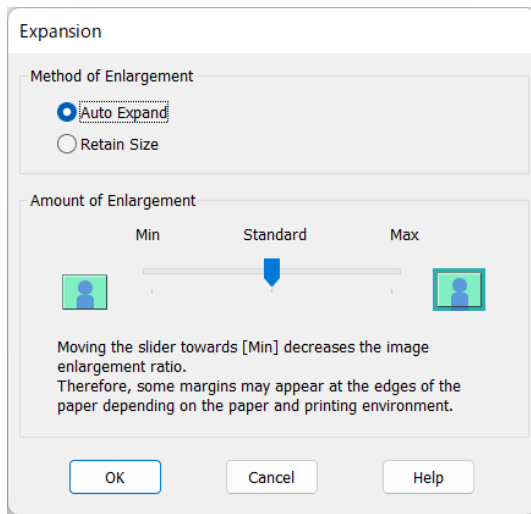 Expansion
Method of Enlargement
Auto Expand
Retain Size
Amount of Enlargement
Min Standard Max
Moving the slider towards [Min] decreases the image
enlargement ratio.
Therefore, some margins may appear at the edges of the
paper depending on the paper and printing environment.
OK Cancel Help